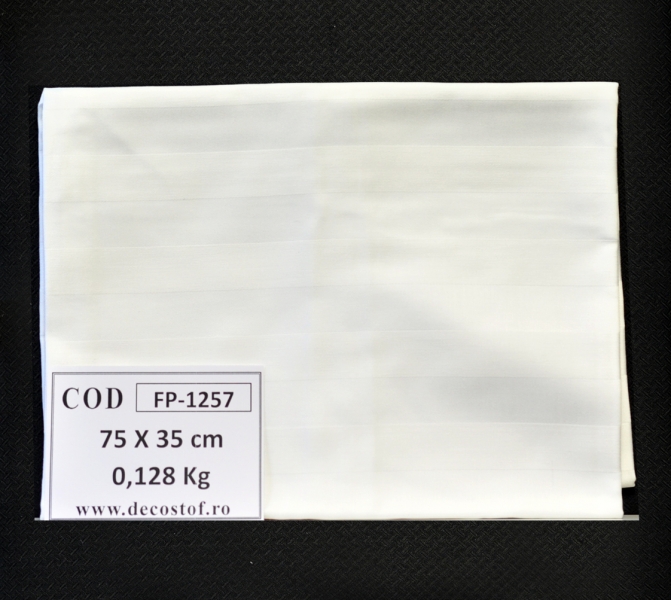 COD FP-1257
75 X 35 cm
0,128 Kg
www.decostof.ro